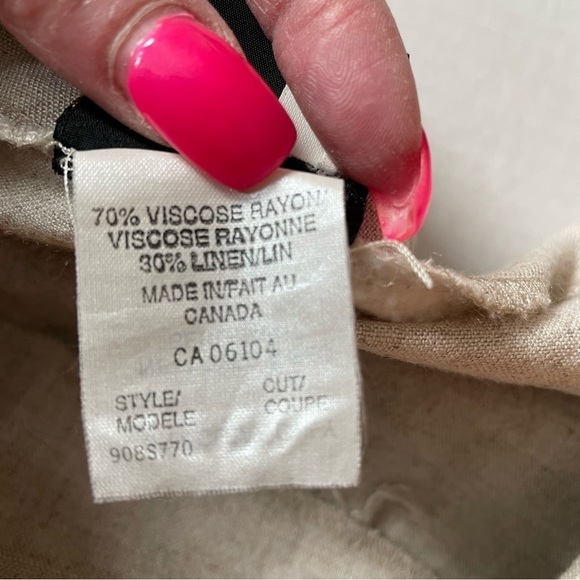 70% VISCOSE RAYON/
VISCOSE RAYONNE
30% LINEN/LIN
MADE IN/FAIT AU
CANADA
CA 06104
STYLE/ CUT/
MODELE COUPE
908S770